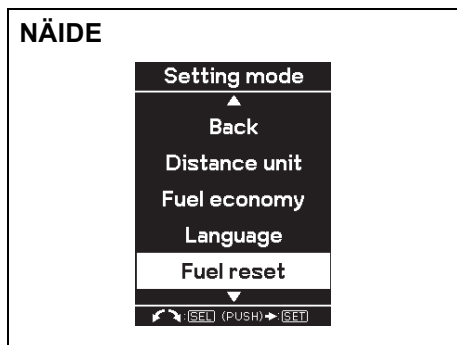 NÄIDE
Setting mode
Back
Distance unit
Fuel economy
Language
Fuel reset
:SEL (PUSH) :SET